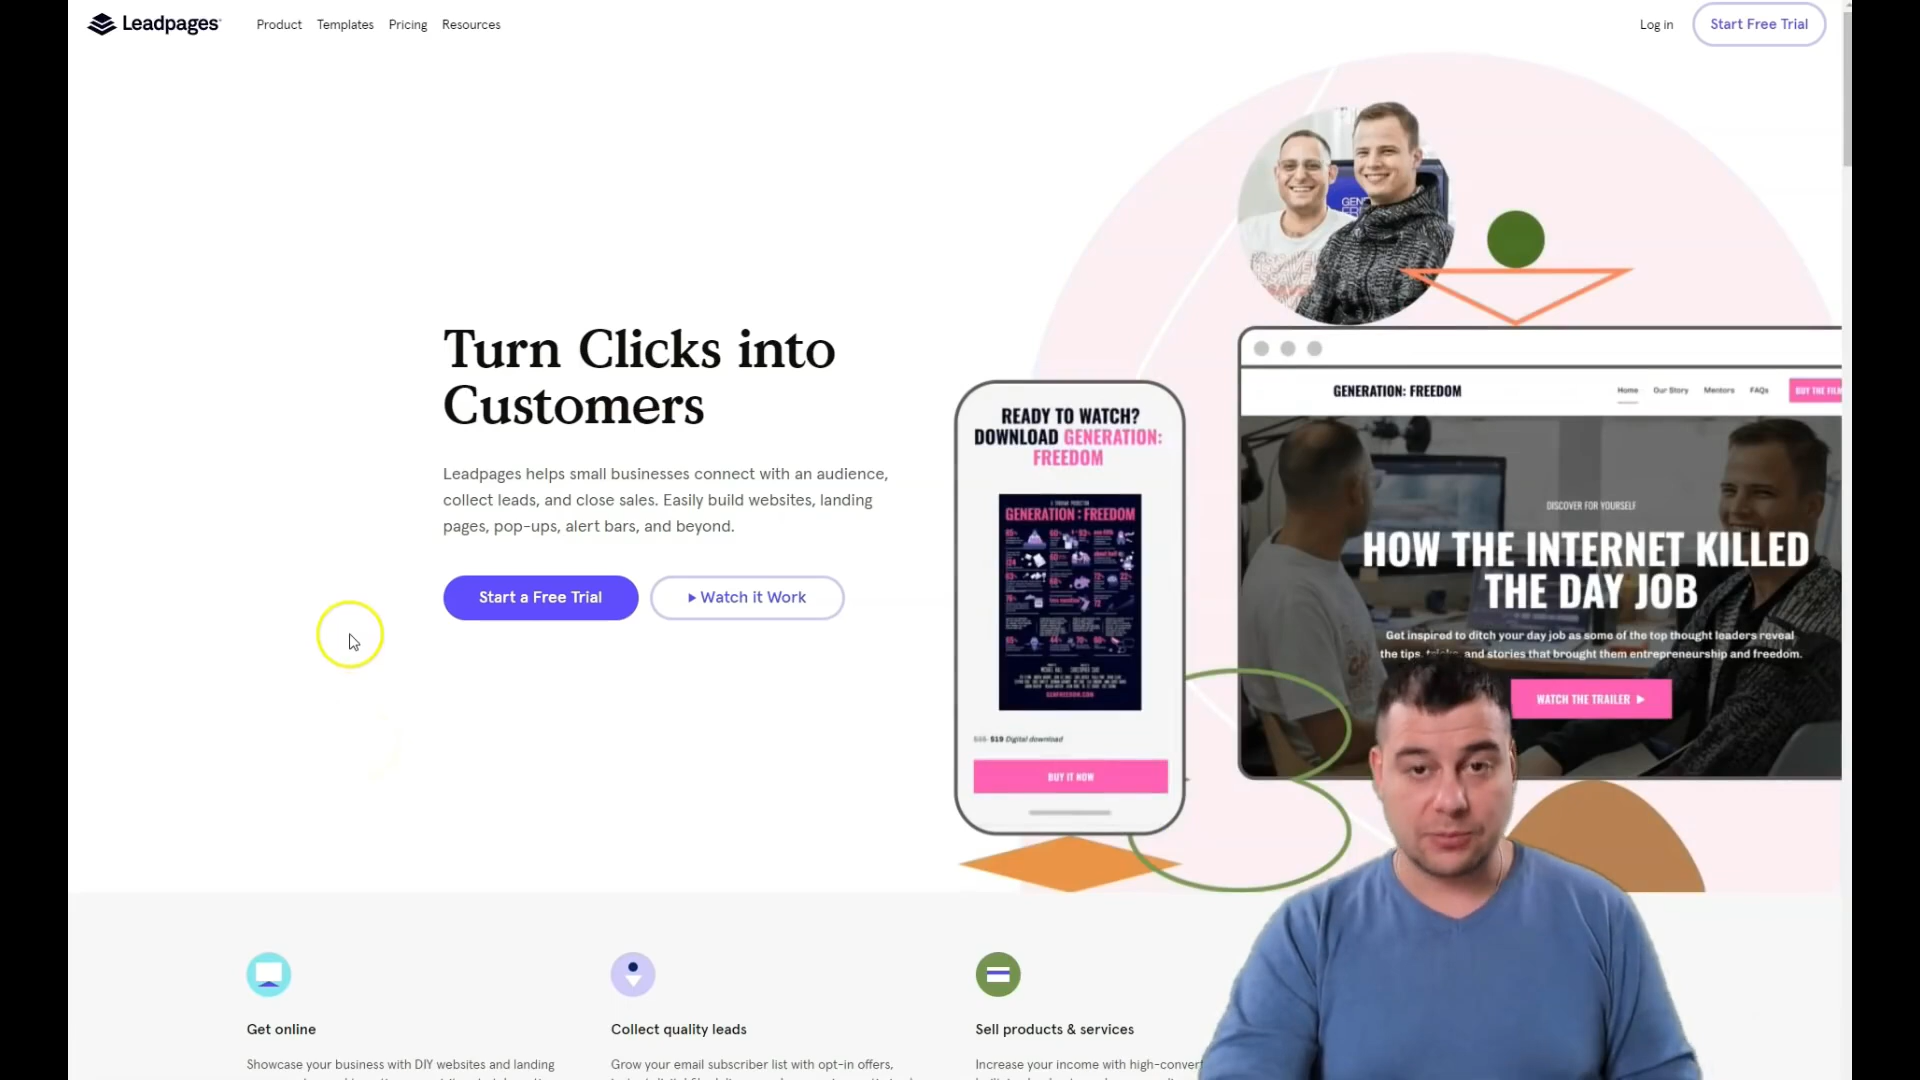 Leadpages
Product Templates Pricing Resources
Log in
Start Free Trial
Turn Clicks into
Customers
Leadpages helps small businesses connect with an audience,
collect leads, and close sales. Easily build websites, landing
pages, pop-ups, alert bars, and beyond.
Start a Free Trial
Watch it Work
READY TO WATCH?
DOWNLOAD GENERATION:
FREEDOM
GENERATION : FREEDOM
$19 Digital download
BUY IT NOW
GENERATION: FREEDOM
Home Our Story Mentors FAQs BUY THE
DISCOVER FOR YOURSELF
HOW THE INTERNET KILLED
THE DAY JOB
Get inspired to ditch your day job as some of the top thought leaders reveal
the tips, tricks, and stories that brought them entrepreneurship and freedom.
WATCH THE TRAILER
Get online
Showcase your business with DIY websites and landing
Collect quality leads
Grow your email subscriber list with opt-in offers,
Sell products & services
Increase your income with